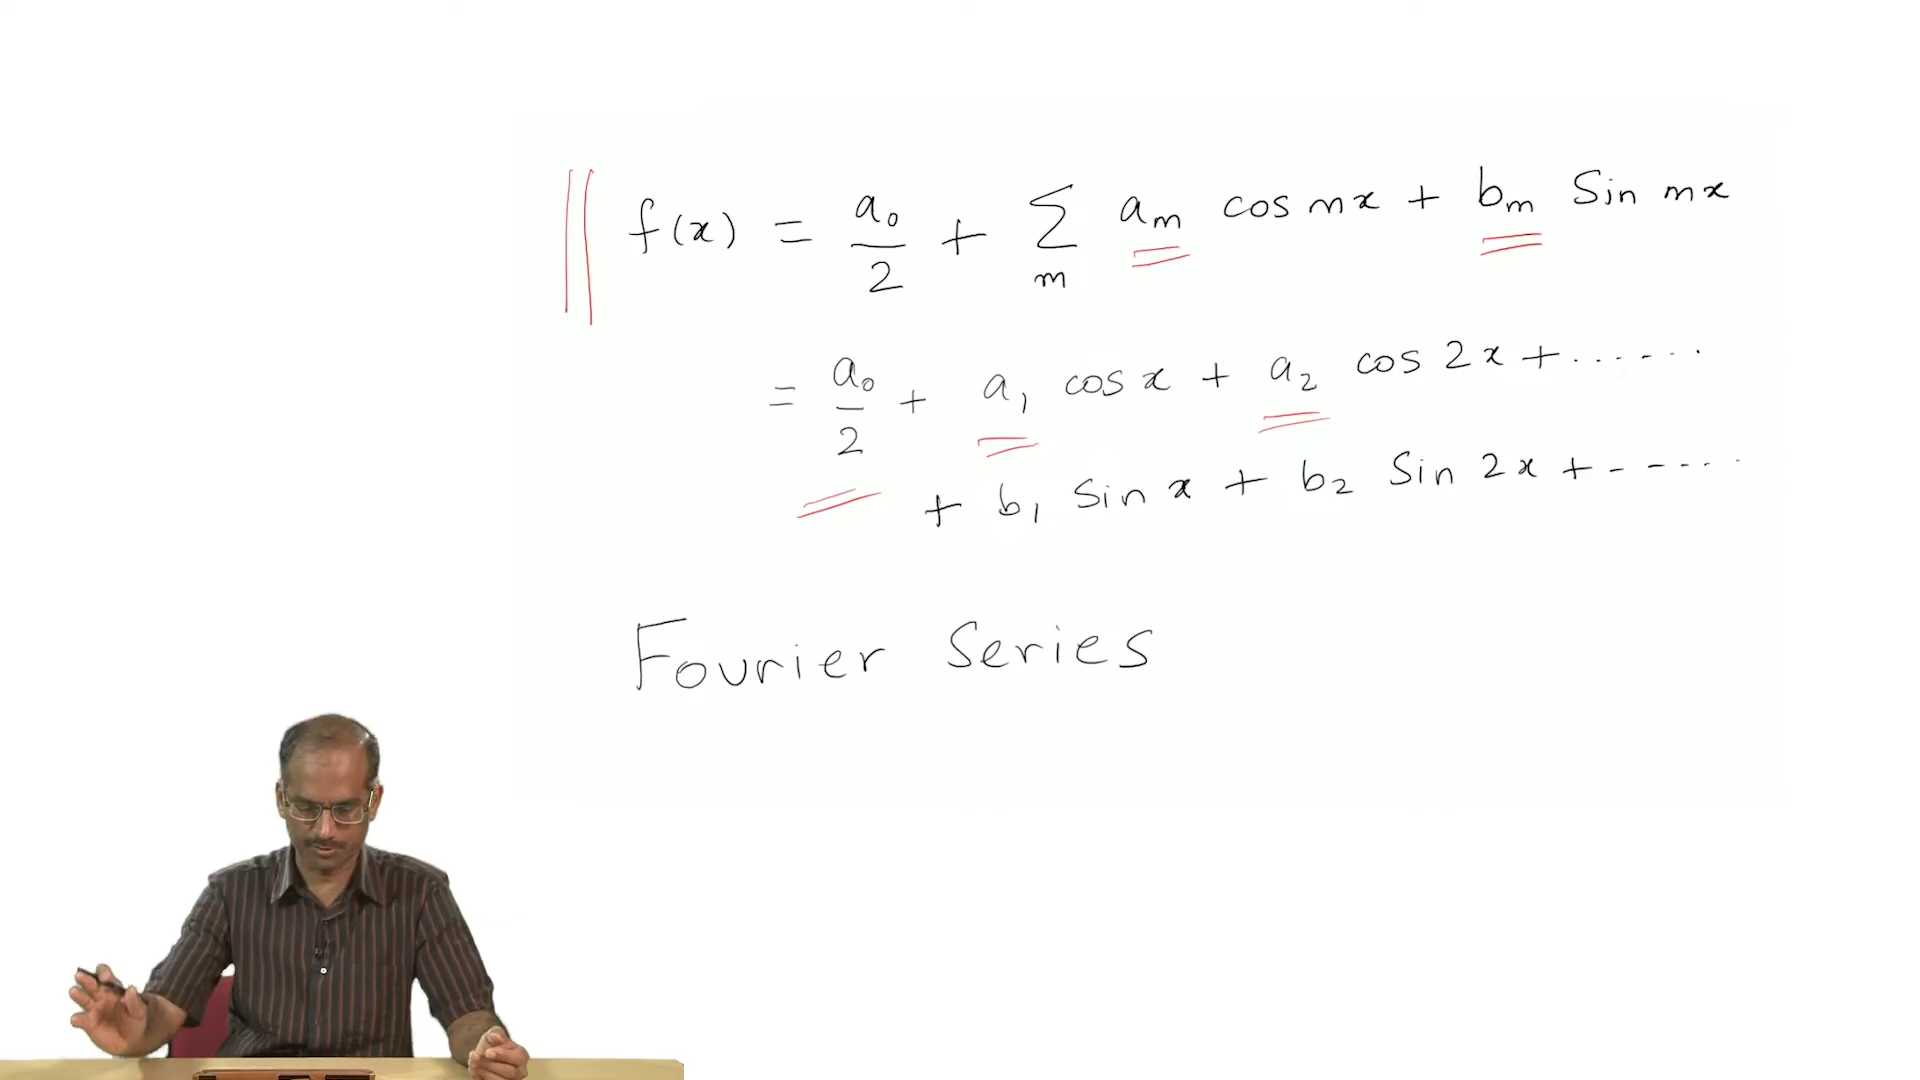 f(x) = a₀/2 + Σ_m a_m cos mx + b_m Sin mx
= a₀/2 + a₁ cos x + a₂ cos 2x + ......
+ b₁ Sin x + b₂ Sin 2x + ------
Fourier Series